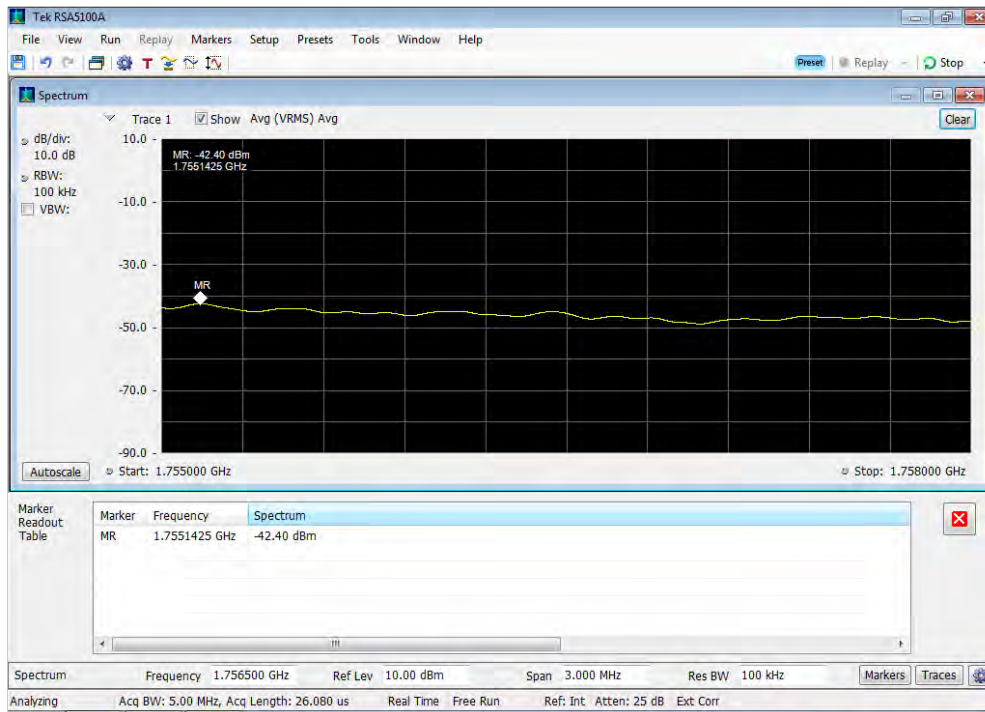 Tek RSA5100A
File View Run Replay Markers Setup Presets Tools Window Help
T
Preset Replay Stop
Spectrum
Trace 1 Show Avg (VRMS) Avg Clear
dB/div:
10.0 dB
RBW:
100 kHz
VBW:
10.0
-10.0
-30.0
-50.0
-70.0
-90.0
MR: -42.40 dBm
1.7551425 GHz
MR
Autoscale Start: 1.755000 GHz Stop: 1.758000 GHz
Marker
Readout
Table
Marker Frequency Spectrum
MR 1.7551425 GHz -42.40 dBm
Spectrum Frequency 1.756500 GHz Ref Lev 10.00 dBm Span 3.000 MHz Res BW 100 kHz Markers Traces
Analyzing Acq BW: 5.00 MHz, Acq Length: 26.080 us Real Time Free Run Ref: Int Atten: 25 dB Ext Corr